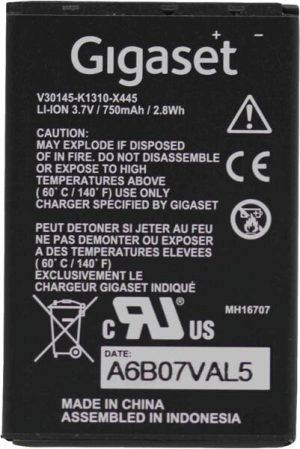 + -
Gigaset
V30145-K1310-X445
LI-ION 3.7V / 750mAh / 2.8Wh
CAUTION
MAY EXPLODE IF DISPOSED
OF IN FIRE. DO NOT DISASSEMBLE
OR EXPOSE TO HIGH
TEMPERATURES
( 60° C / 140° F ) USE ONLY
CHARGER SPECIFIED BY GIGASET
PEUT DETONER SI JETER AU FEU
NE PAS DEMONTER OU EXPOSER
A DES TEMPERATURES ELEVEES
( 60°C / 140° F )
EXCLUSIVEMENT LE
CHARGEUR GIGASET INDIQUÉ
MH16707
C RU US
DATE:
A6B07VAL5
MADE IN CHINA
ASSEMBLED IN INDONESIA